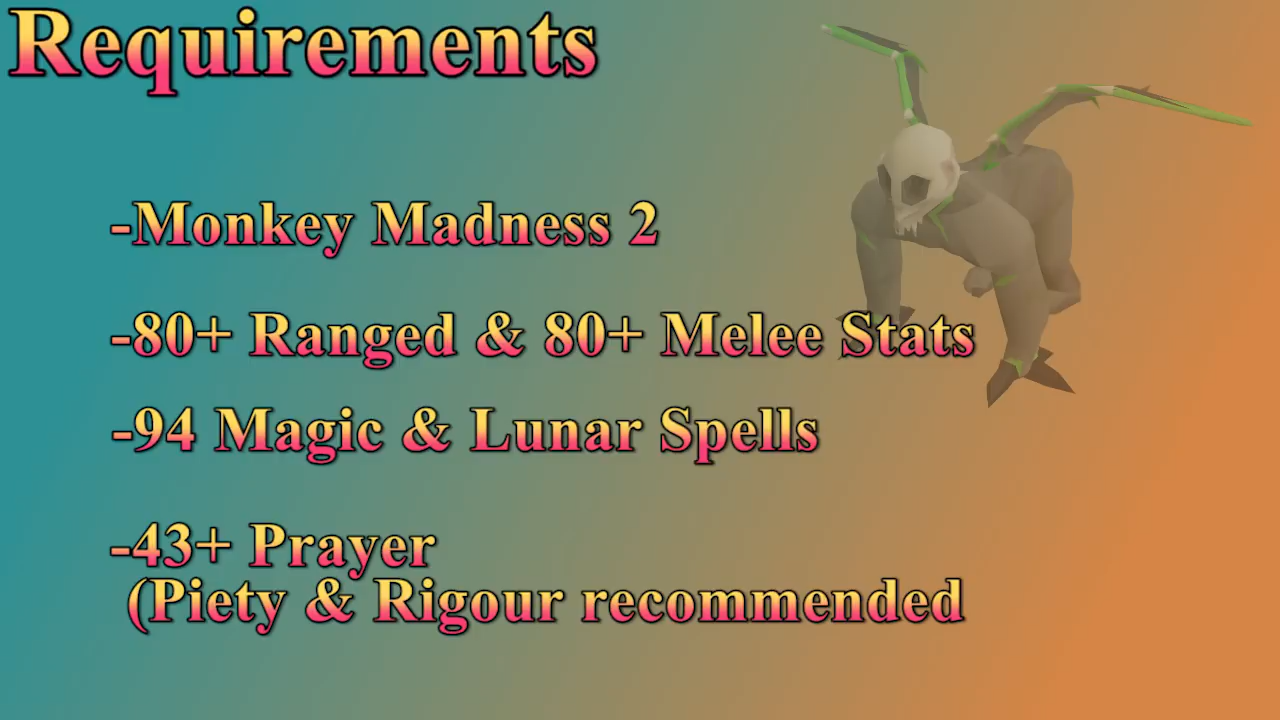 Requirements
-Monkey Madness 2
-80+ Ranged & 80+ Melee Stats
-94 Magic & Lunar Spells
-43+ Prayer
(Piety & Rigour recommended